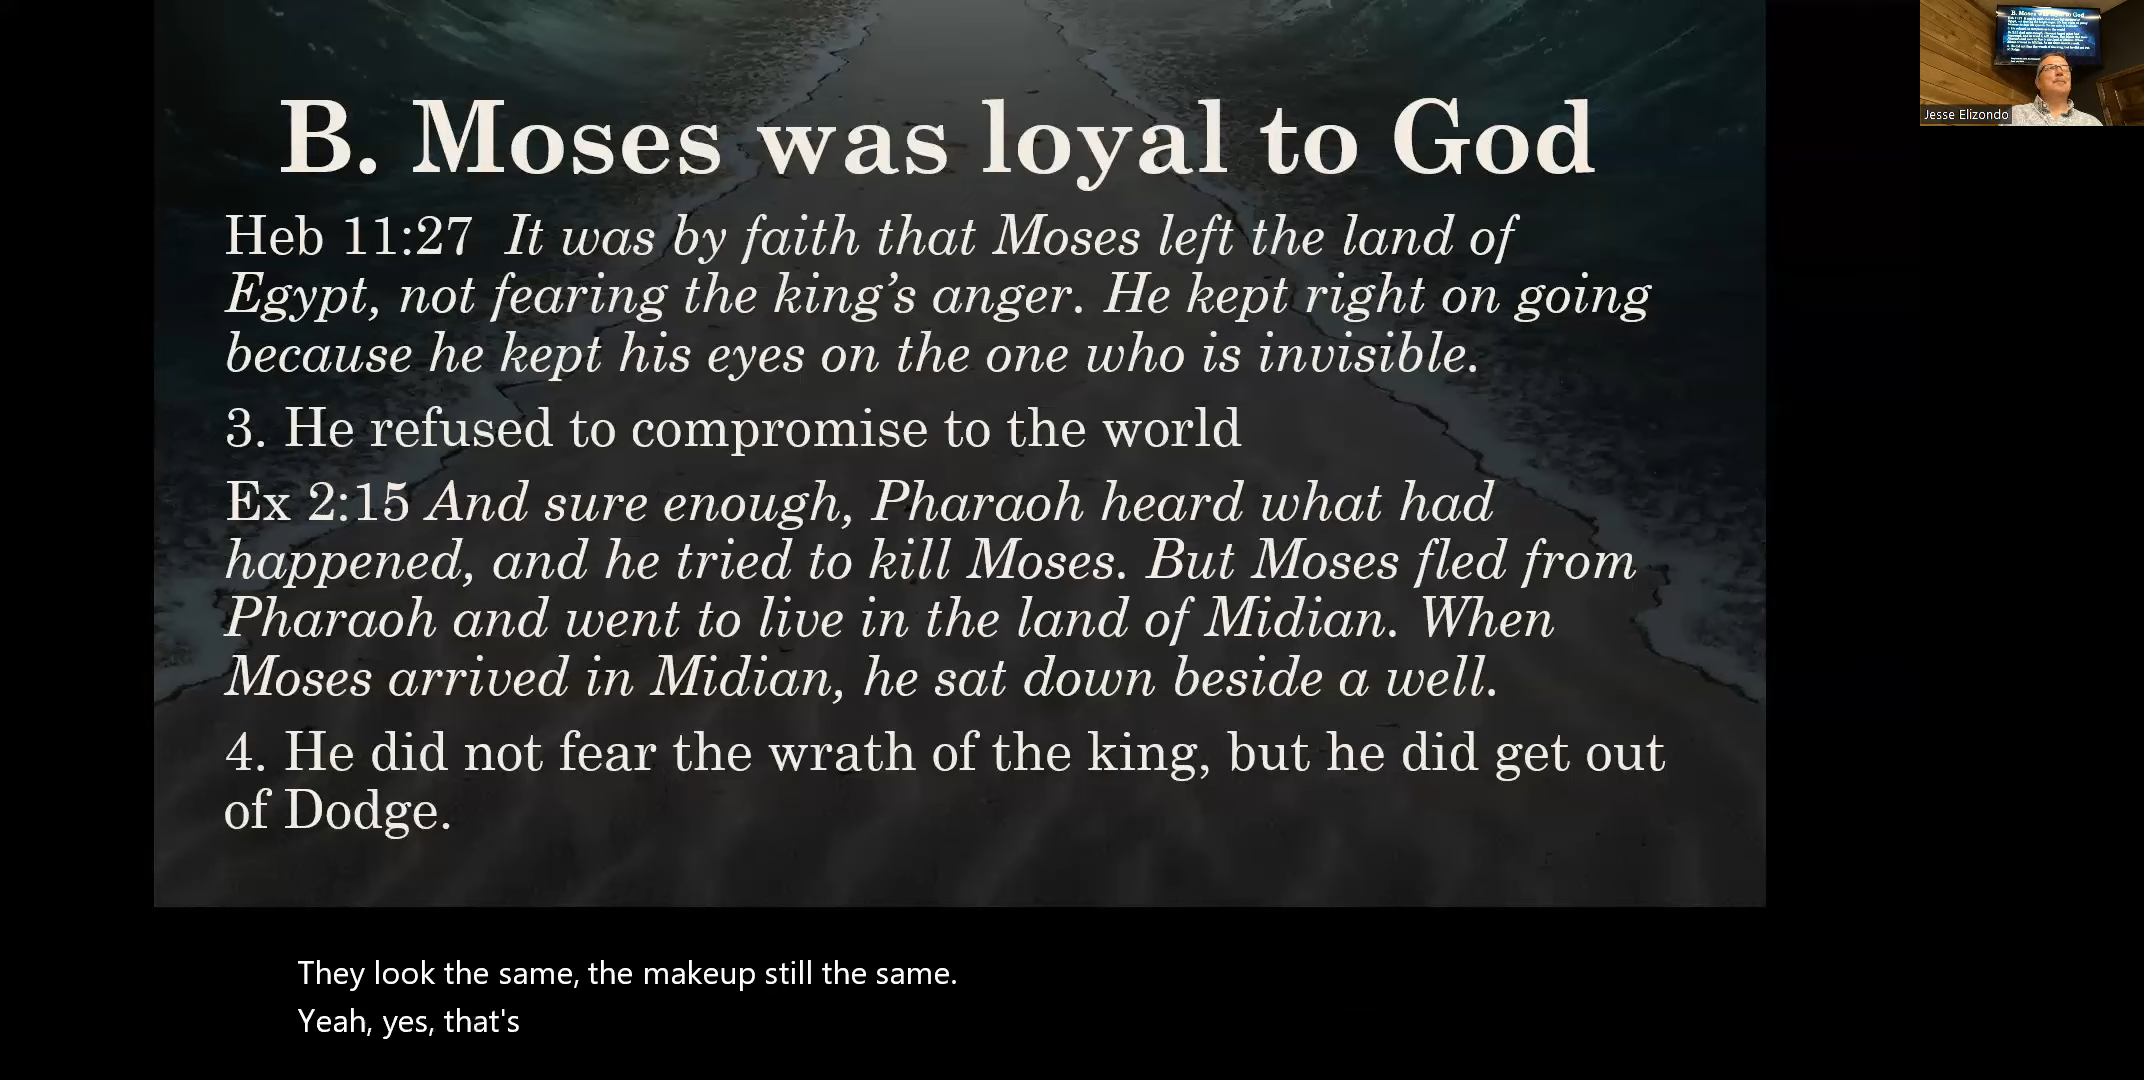 B. Moses was loyal to God
Heb 11:27  It was by faith that Moses left the land of
Egypt, not fearing the king’s anger. He kept right on going
because he kept his eyes on the one who is invisible.
3. He refused to compromise to the world
Ex 2:15 And sure enough, Pharaoh heard what had
happened, and he tried to kill Moses. But Moses fled from
Pharaoh and went to live in the land of Midian. When
Moses arrived in Midian, he sat down beside a well.
4. He did not fear the wrath of the king, but he did get out
of Dodge.
B. Moses was loyal to God
Jesse Elizondo
They look the same, the makeup still the same.
Yeah, yes, that's